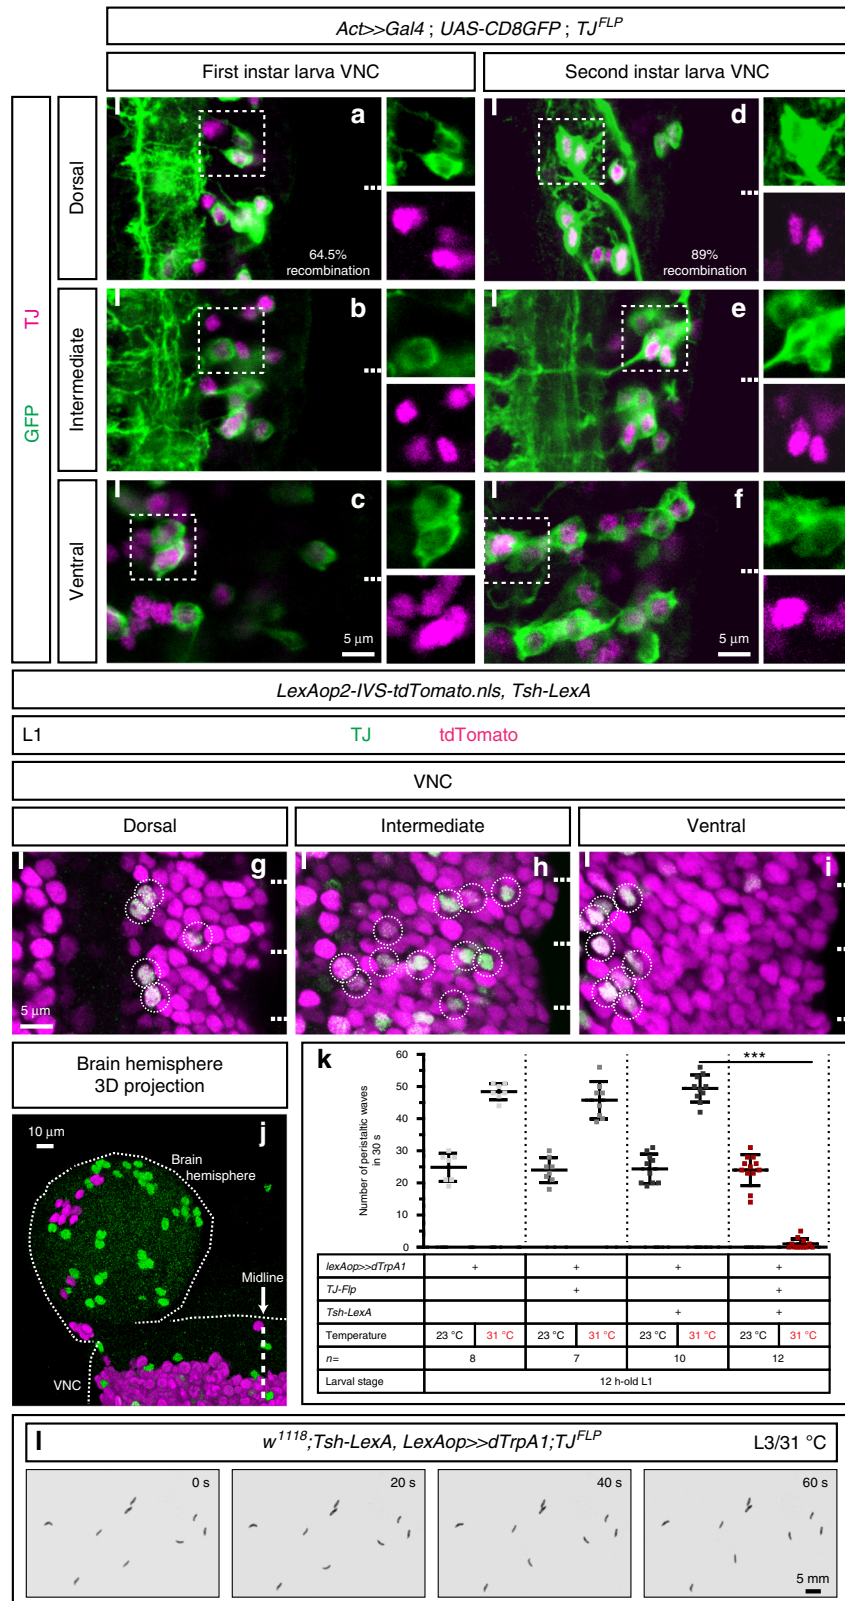 Act>>Gal4 ; UAS-CD8GFP ; TJ^FLP
First instar larva VNC
Second instar larva VNC
GFP TJ
Dorsal
a
64.5%
recombination
d
89%
recombination
Intermediate
b
e
Ventral
c
5 µm
f
5 µm
LexAop2-IVS-tdTomato.nls, Tsh-LexA
L1 TJ tdTomato
VNC
Dorsal
Intermediate
Ventral
g
5 µm
h
i
Brain hemisphere
3D projection
j
10 µm
Brain
hemisphere
Midline
VNC
k
Number of peristaltic waves
in 30 s
60
50
40
30
20
10
0
***
lexAop>>dTrpA1 + + + +
TJ-Flp + +
Tsh-LexA + +
Temperature 23 °C 31 °C 23 °C 31 °C 23 °C 31 °C 23 °C 31 °C
n= 8 7 10 12
Larval stage 12 h-old L1
l
w^1118;Tsh-LexA, LexAop>>dTrpA1;TJ^FLP
L3/31 °C
0 s
20 s
40 s
60 s
5 mm